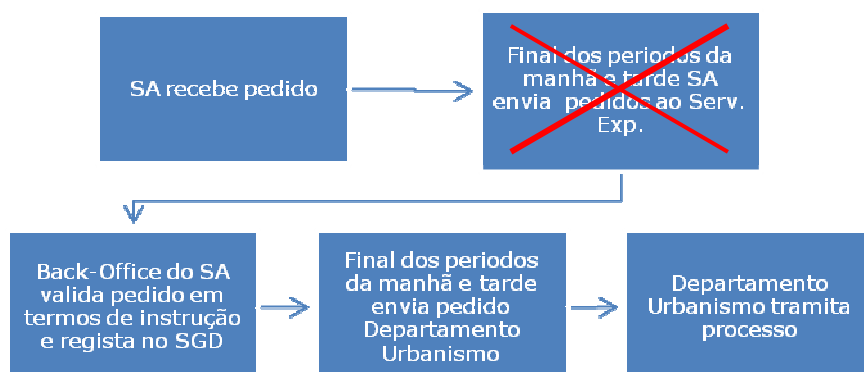 SA recebe pedido
Final dos periodos da
manhã e tarde SA
envia pedidos ao Serv.
Exp.
Back-Office do SA
valida pedido em
termos de instrução
e regista no SGD
Final dos periodos
da manhã e tarde
envia pedido
Departamento
Urbanismo
Departamento
Urbanismo tramita
processo